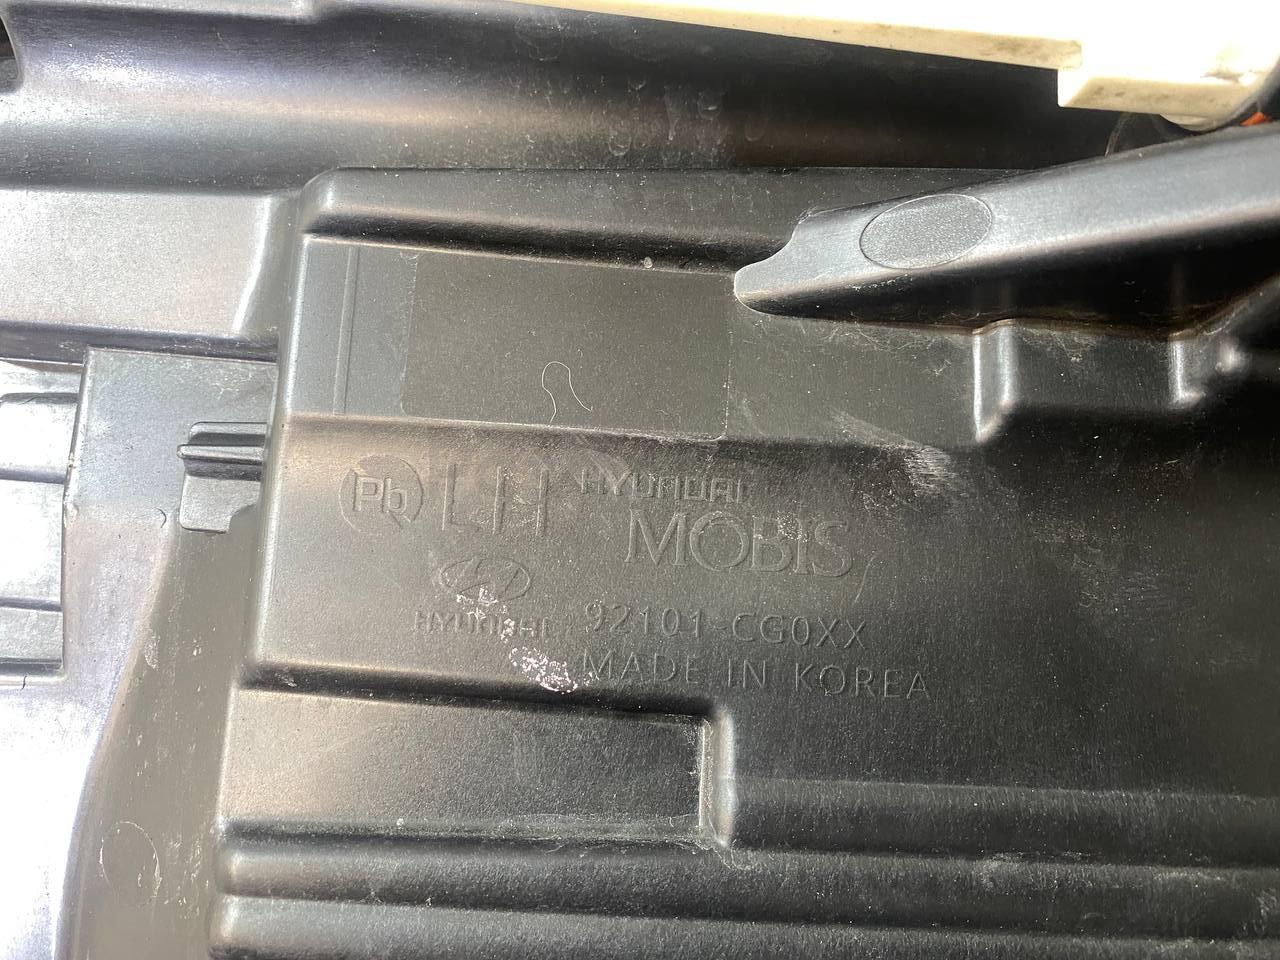 Pb LH HYUNDAI
MOBIS
HYUNDAI 92101-CG0XX
MADE IN KOREA